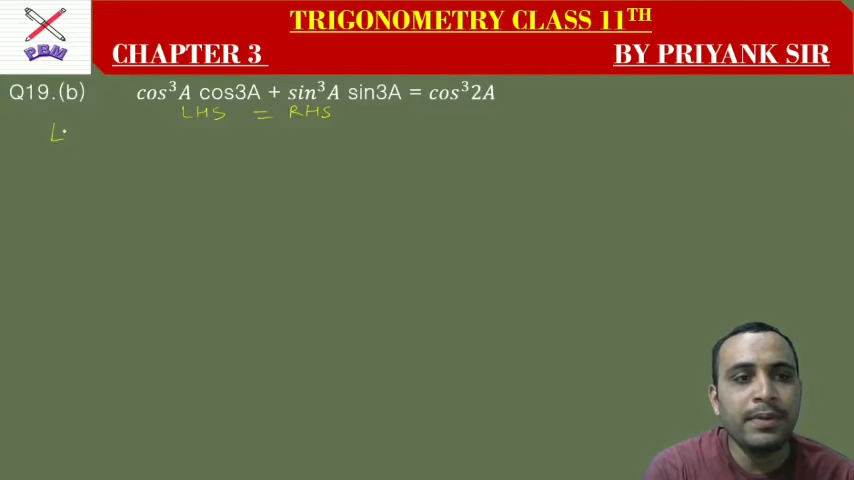 TRIGONOMETRY CLASS 11TH
CHAPTER 3
BY PRIYANK SIR
PBM
Q19.(b) cos³A cos3A + sin³A sin3A = cos³2A
LHS = RHS
L